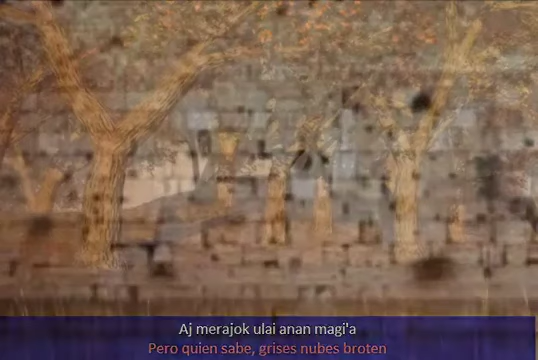 Aj merajok ulai anan magi'a
Pero quien sabe, grises nubes broten